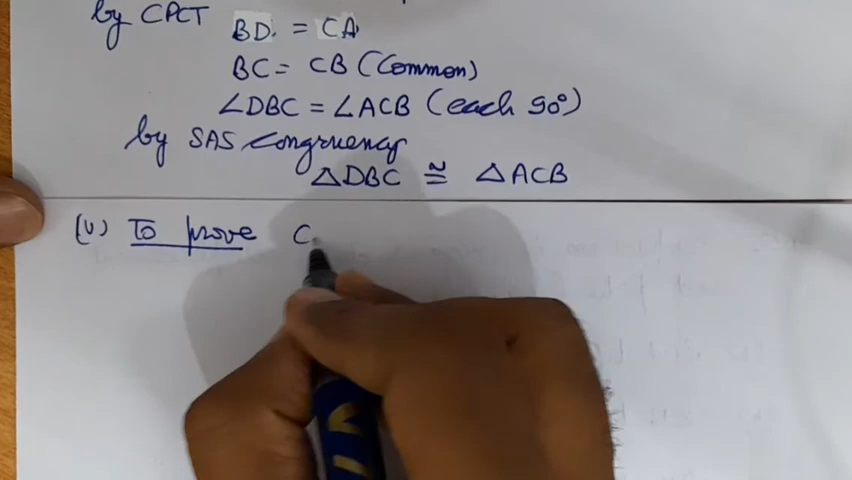 by CPCT BD. = CA
BC = CB (Common)
∠DBC = ∠ACB (each 90°)
by SAS congruency
△DBC ≅ △ACB
(v) To prove C